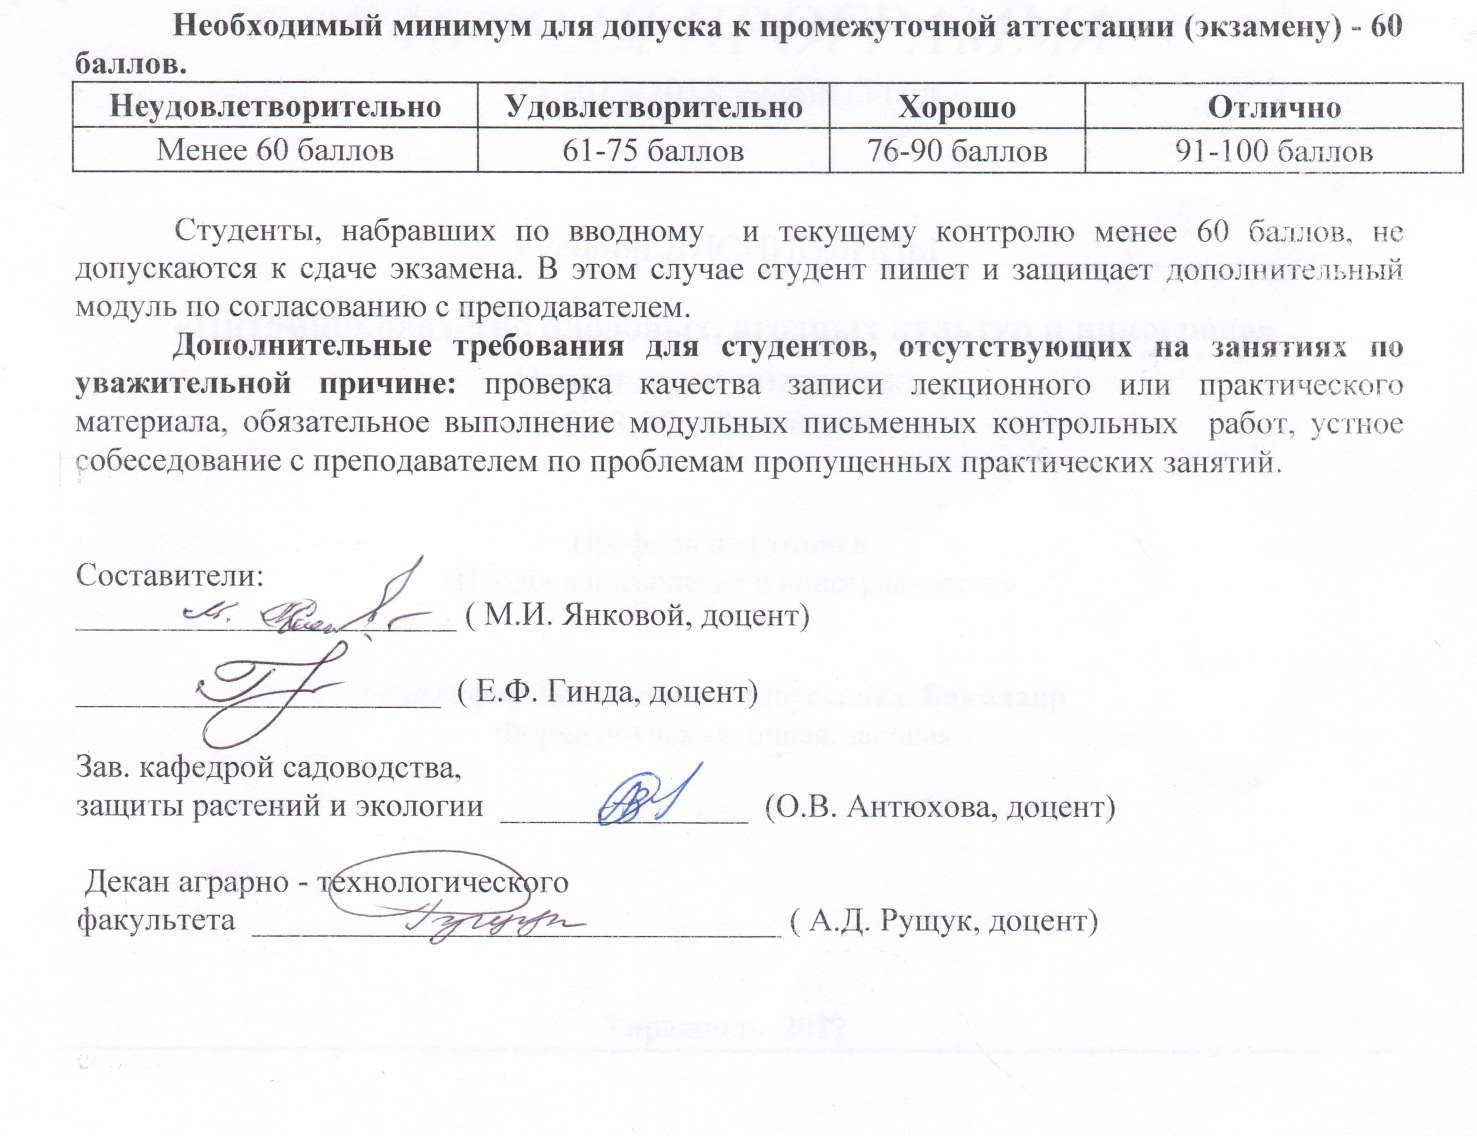 Необходимый минимум для допуска к промежуточной аттестации (экзамену) - 60
баллов.
Неудовлетворительно Удовлетворительно Хорошо Отлично
Менее 60 баллов 61-75 баллов 76-90 баллов 91-100 баллов
Студенты, набравших по вводному и текущему контролю менее 60 баллов, не
допускаются к сдаче экзамена. В этом случае студент пишет и защищает дополнительный
модуль по согласованию с преподавателем.
Дополнительные требования для студентов, отсутствующих на занятиях по
уважительной причине: проверка качества записи лекционного или практического
материала, обязательное выполнение модульных письменных контрольных работ, устное
собеседование с преподавателем по проблемам пропущенных практических занятий.
Составители:
( М.И. Янковой, доцент)
( Е.Ф. Гинда, доцент)
Зав. кафедрой садоводства,
защиты растений и экологии (О.В. Антюхова, доцент)
Декан аграрно - технологического
факультета ( А.Д. Рущук, доцент)